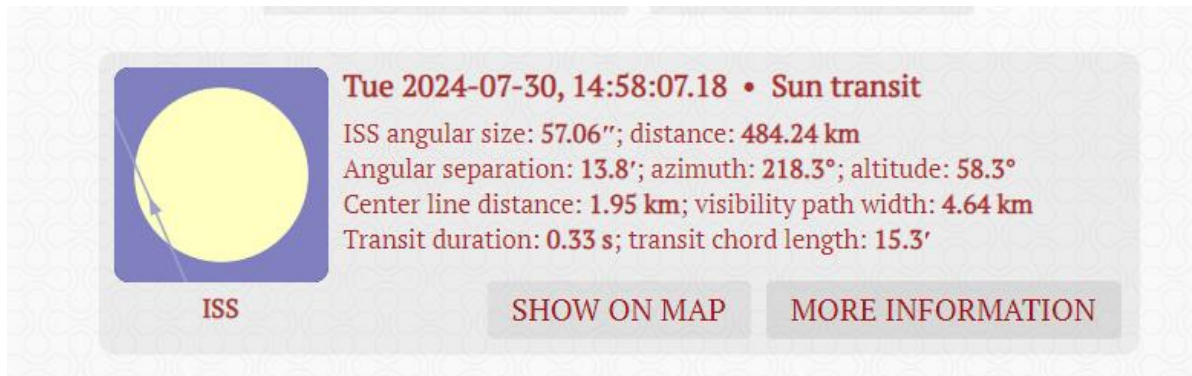 Tue 2024-07-30, 14:58:07.18 • Sun transit
ISS angular size: 57.06″; distance: 484.24 km
Angular separation: 13.8′; azimuth: 218.3°; altitude: 58.3°
Center line distance: 1.95 km; visibility path width: 4.64 km
Transit duration: 0.33 s; transit chord length: 15.3′
ISS
SHOW ON MAP
MORE INFORMATION